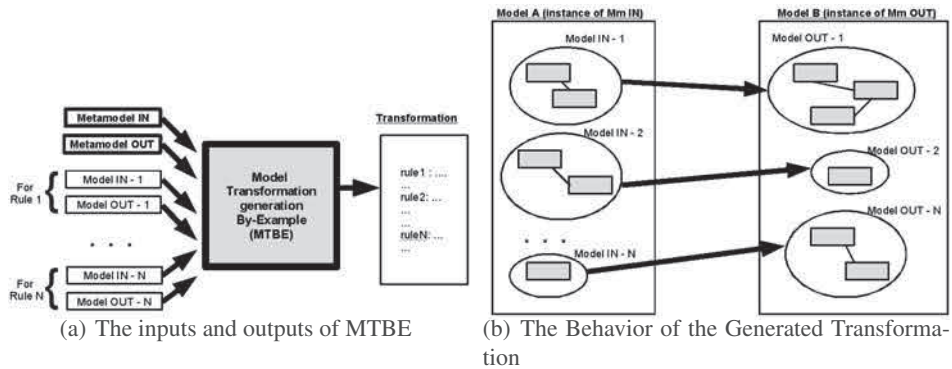 Metamodel IN
Metamodel OUT
For
Rule 1
Model IN - 1
Model OUT - 1
. . .
For
Rule N
Model IN - N
Model OUT - N
Model
Transformation
generation
By-Example
(MTBE)
Transformation
rule1 : ....
...
rule2: ...
...
...
ruleN: ...
...
(a) The inputs and outputs of MTBE
Model A (instance of Mm IN)
Model IN - 1
Model IN-2
. . .
Model IN - N
Model B (instance of Mm OUT)
Model OUT - 1
Model OUT - 2
Model OUT - N
(b) The Behavior of the Generated Transforma-
tion